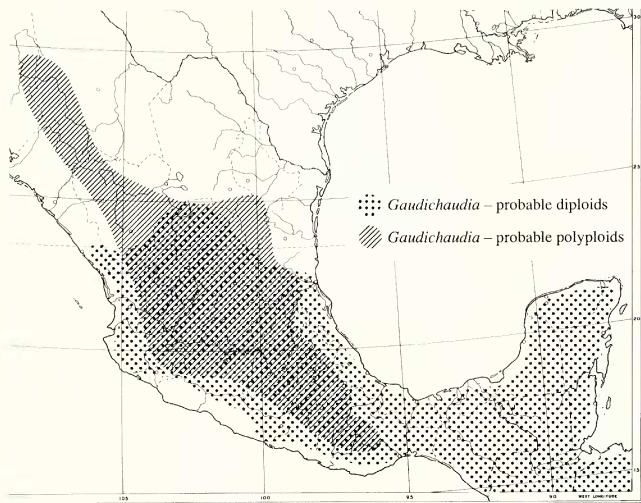 30
25
Gaudichaudia – probable diploids
Gaudichaudia – probable polyploids
20
15
105
100
95
90
WEST LONGITUDE